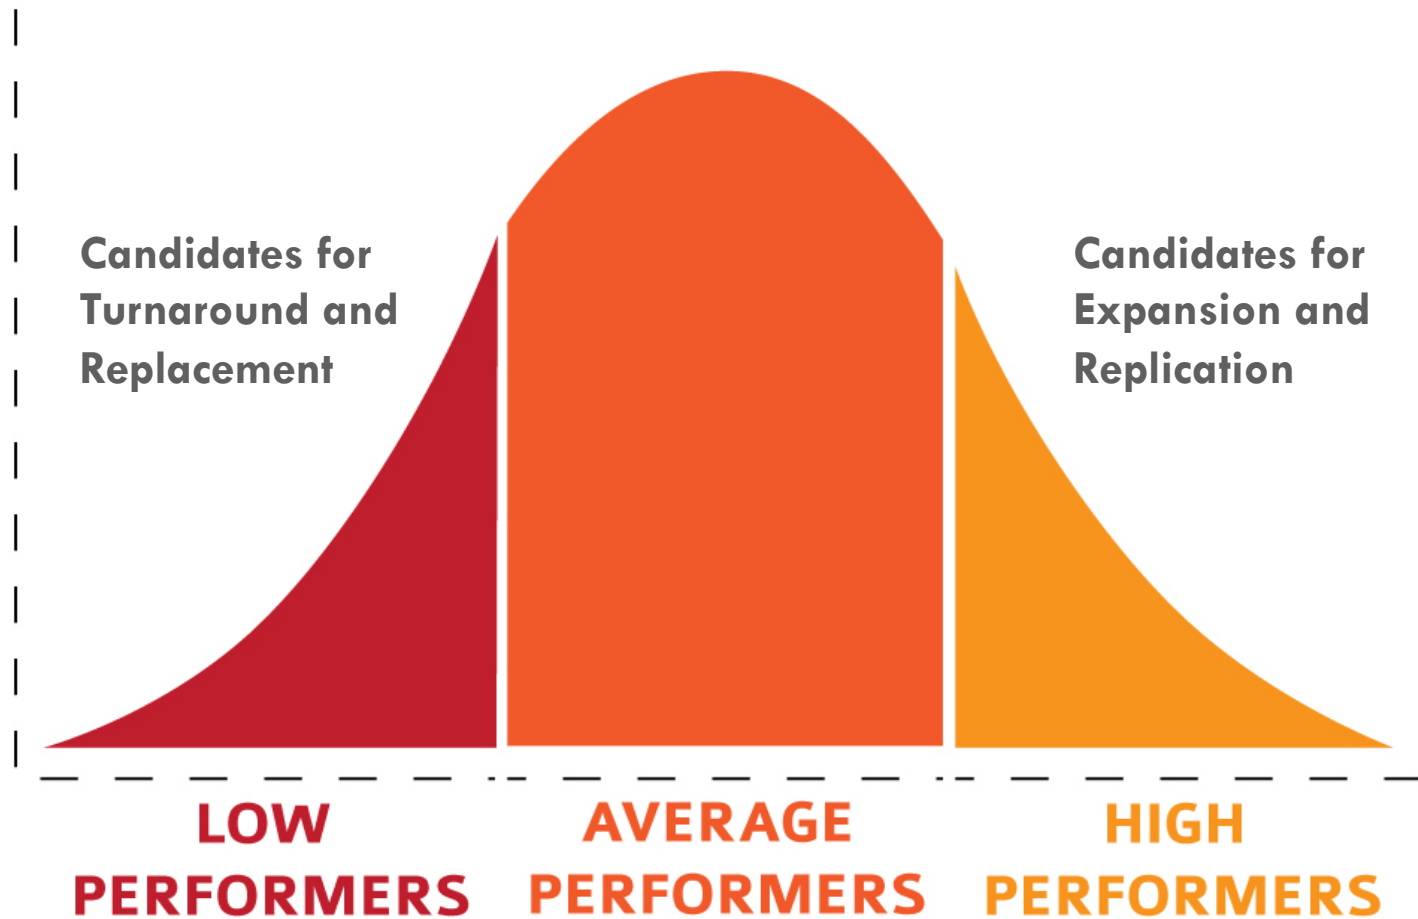 Candidates for
Turnaround and
Replacement
Candidates for
Expansion and
Replication
LOW
PERFORMERS
AVERAGE
PERFORMERS
HIGH
PERFORMERS